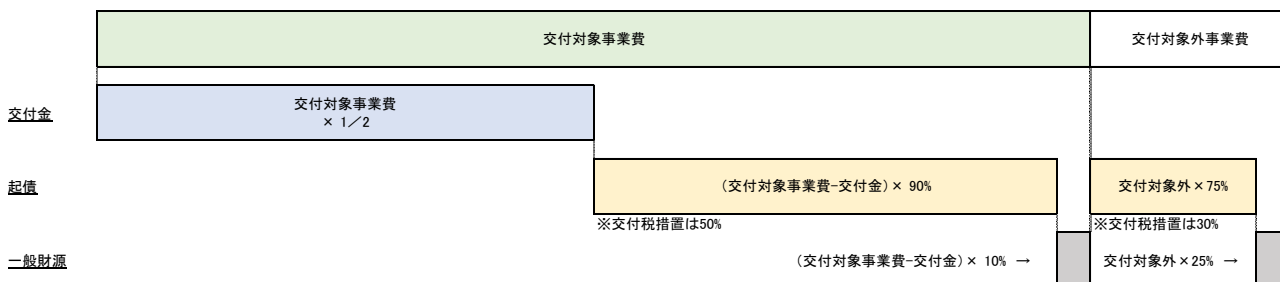 交付対象事業費
交付対象外事業費
交付金
交付対象事業費
× 1／2
起債
(交付対象事業費-交付金)× 90%
交付対象外×75%
※交付税措置は50%
※交付税措置は30%
一般財源
(交付対象事業費-交付金)× 10% →
交付対象外×25% →